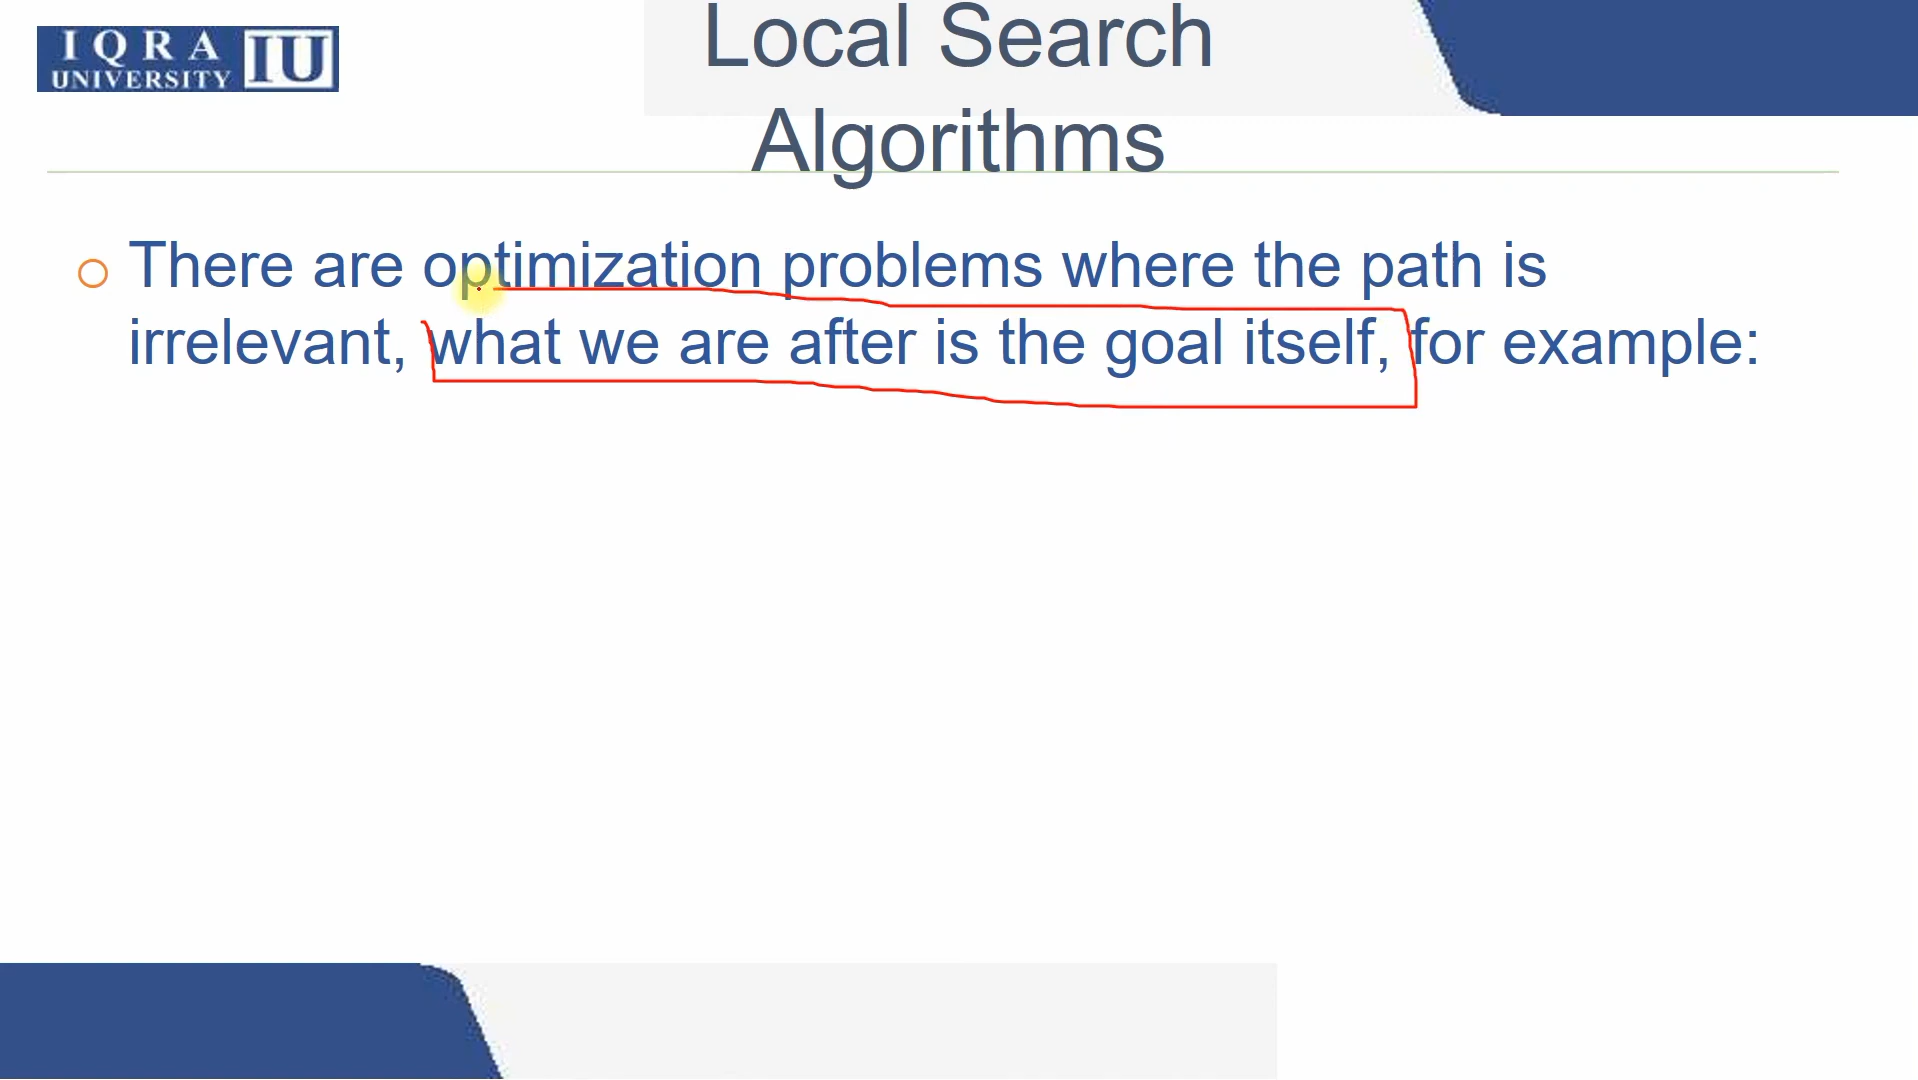 IQRA
UNIVERSITY
IU
Local Search
Algorithms
There are optimization problems where the path is
irrelevant, what we are after is the goal itself, for example: